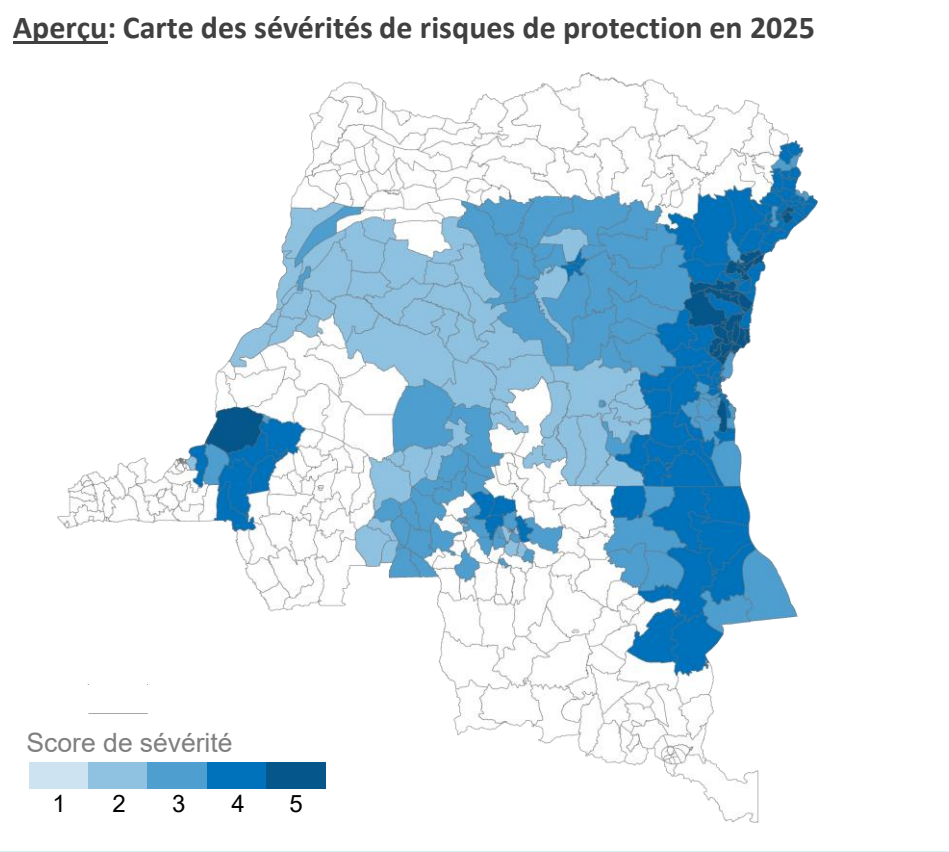 Aperçu: Carte des sévérités de risques de protection en 2025
Score de sévérité
1 2 3 4 5